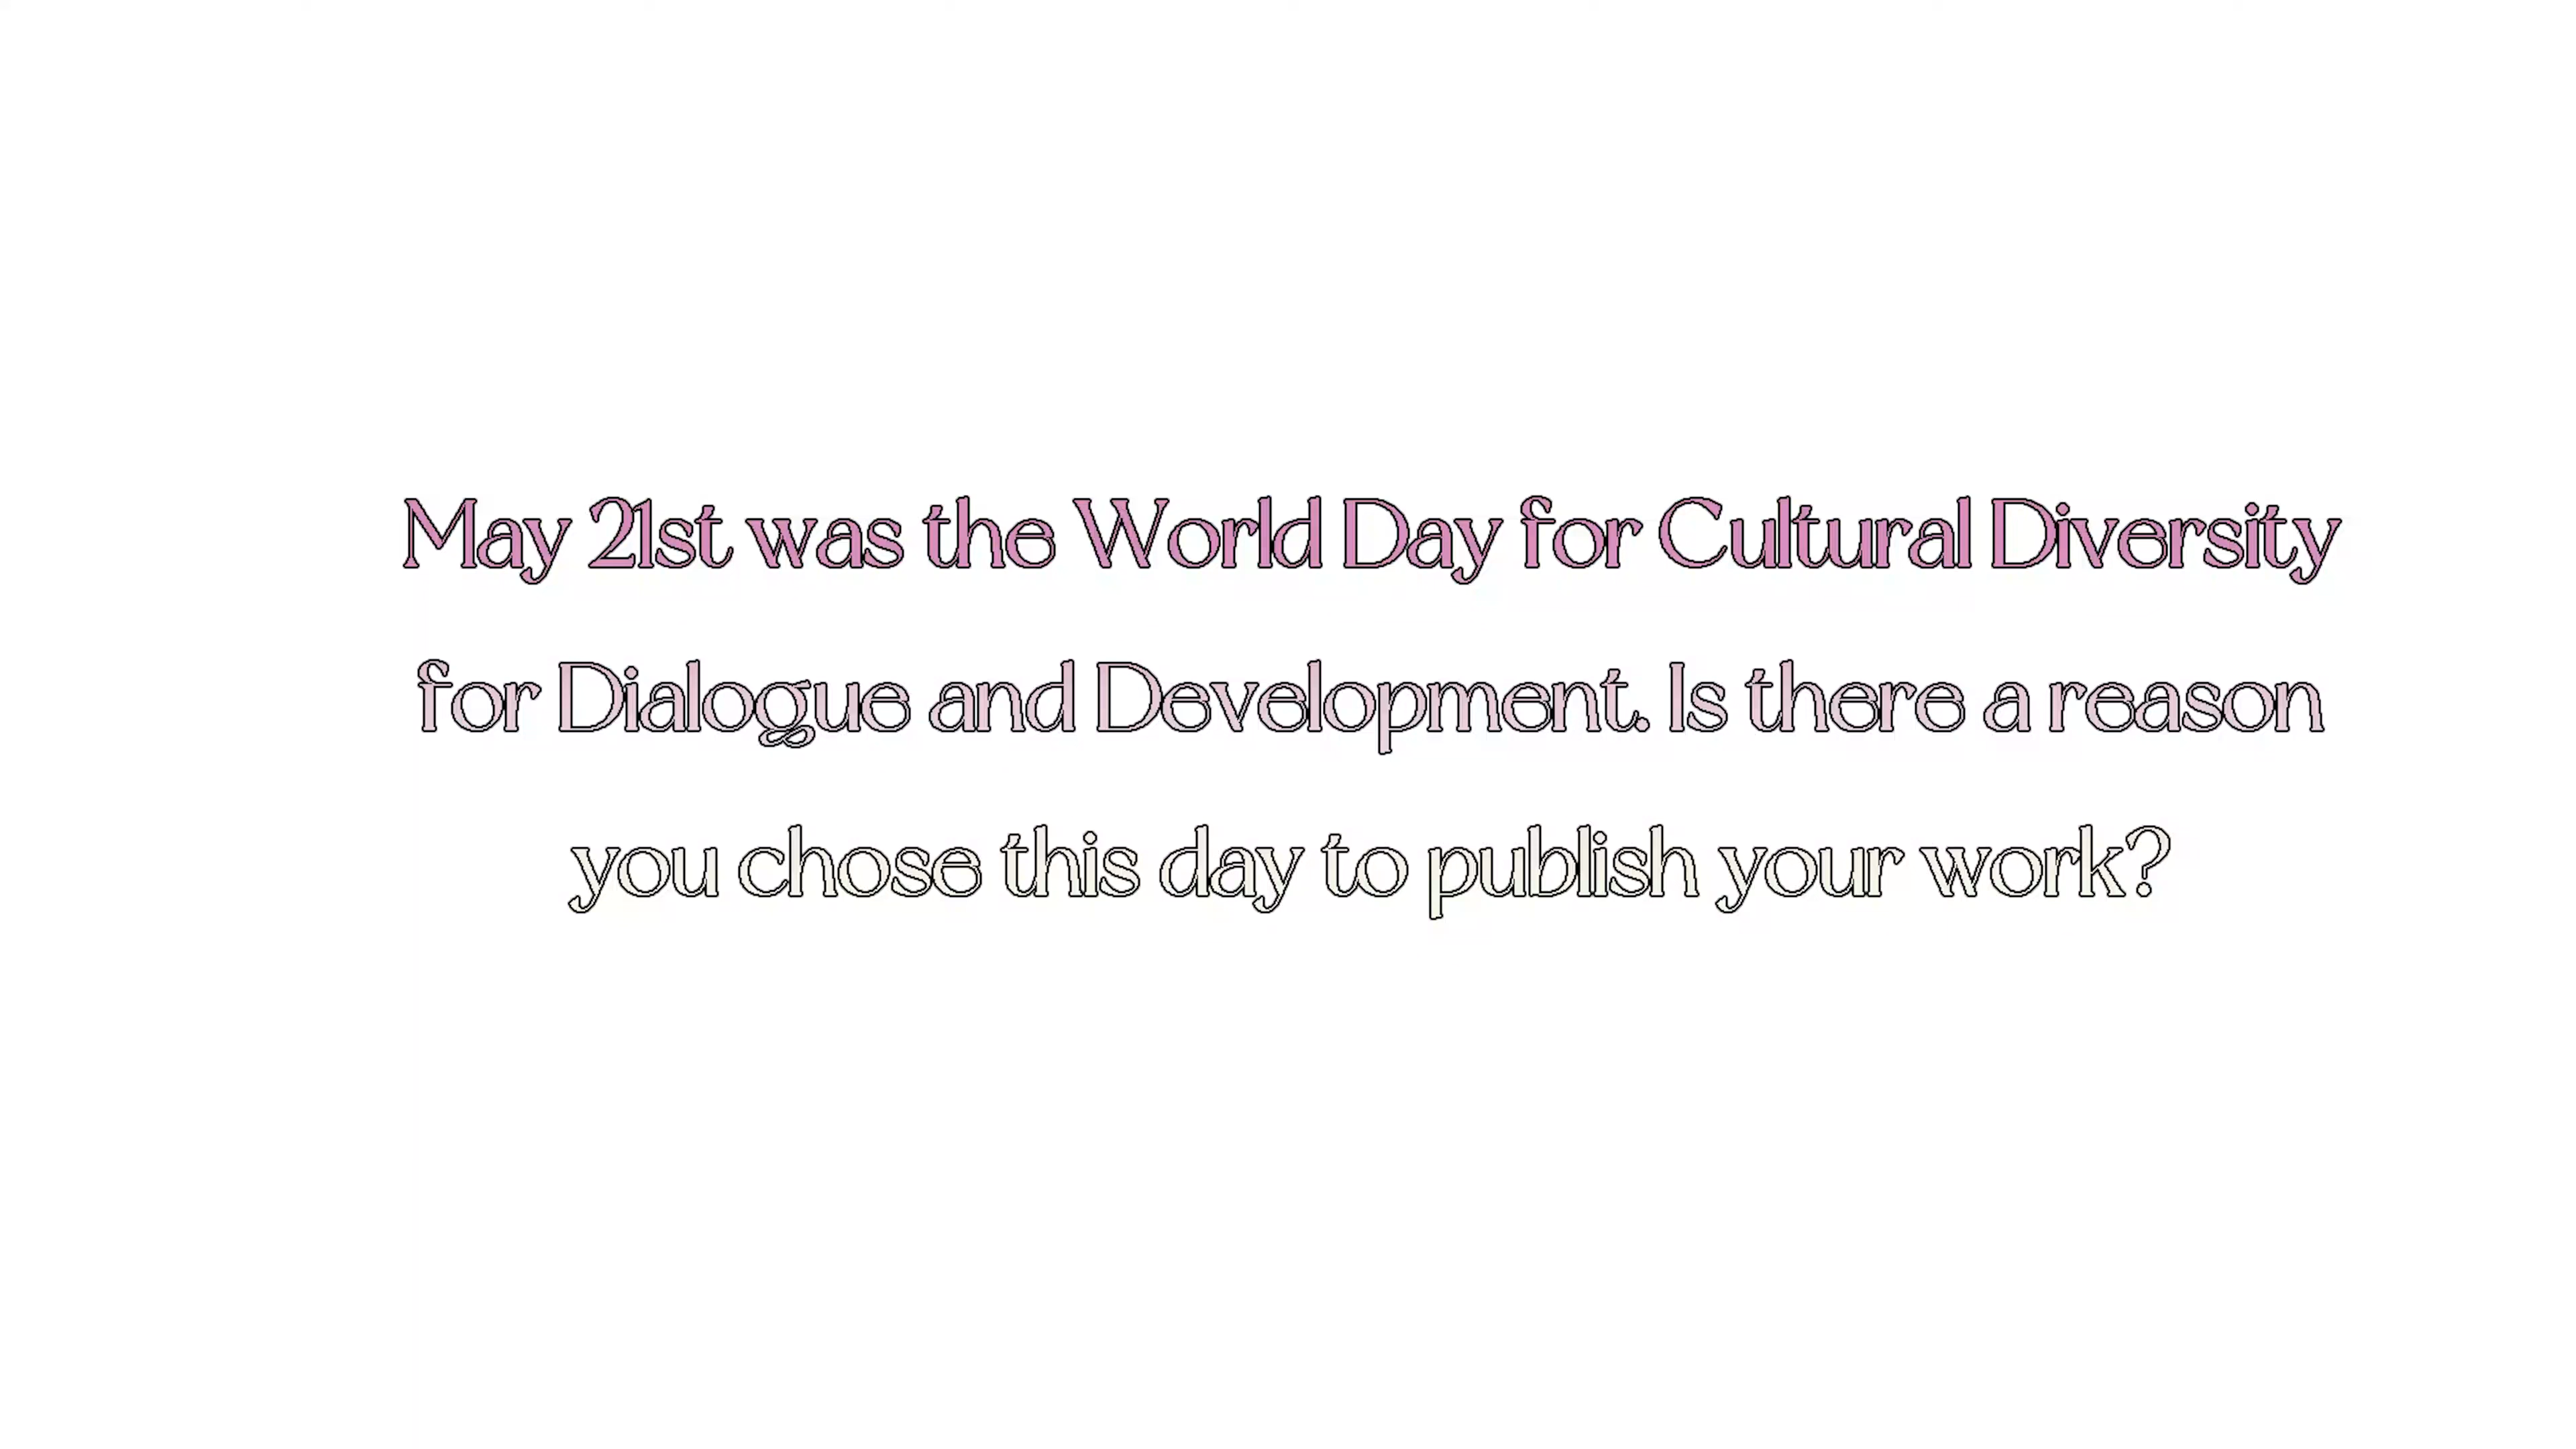 May 21st was the World Day for Cultural Diversity
for Dialogue and Development. Is there a reason
you chose this day to publish your work?